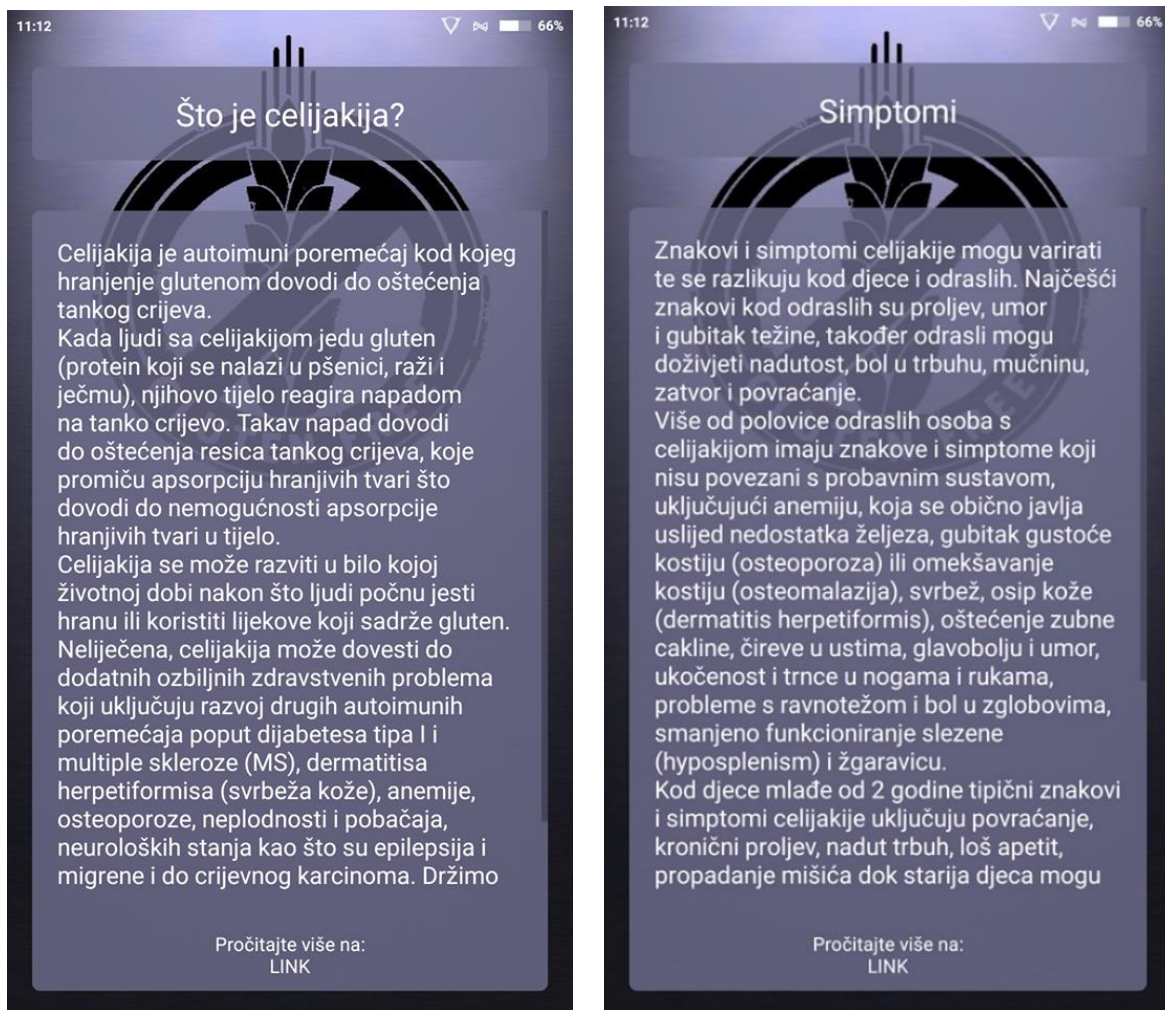 11:12
66%
Što je celijakija?
Celijakija je autoimuni poremećaj kod kojeg
hranjenje glutenom dovodi do oštećenja
tankog crijeva.
Kada ljudi sa celijakijom jedu gluten
(protein koji se nalazi u pšenici, raži i
ječmu), njihovo tijelo reagira napadom
na tanko crijevo. Takav napad dovodi
do oštećenja resica tankog crijeva, koje
promiču apsorpciju hranjivih tvari što
dovodi do nemogućnosti apsorpcije
hranjivih tvari u tijelo.
Celijakija se može razviti u bilo kojoj
životnoj dobi nakon što ljudi počnu jesti
hranu ili koristiti lijekove koji sadrže gluten.
Neliječena, celijakija može dovesti do
dodatnih ozbiljnih zdravstvenih problema
koji uključuju razvoj drugih autoimunih
poremećaja poput dijabetesa tipa I i
multiple skleroze (MS), dermatitisa
herpetiformisa (svrbeža kože), anemije,
osteoporoze, neplodnosti i pobačaja,
neuroloških stanja kao što su epilepsija i
migrene i do crijevnog karcinoma. Držimo
Pročitajte više na:
LINK
11:12
66%
Simptomi
Znakovi i simptomi celijakije mogu varirati
te se razlikuju kod djece i odraslih. Najčešći
znakovi kod odraslih su proljev, umor
i gubitak težine, također odrasli mogu
doživjeti nadutost, bol u trbuhu, mučninu,
zatvor i povraćanje.
Više od polovice odraslih osoba s
celijakijom imaju znakove i simptome koji
nisu povezani s probavnim sustavom,
uključujući anemiju, koja se obično javlja
uslijed nedostatka željeza, gubitak gustoće
kostiju (osteoporoza) ili omekšavanje
kostiju (osteomalazija), svrbež, osip kože
(dermatitis herpetiformis), oštećenje zubne
cakline, čireve u ustima, glavobolju i umor,
ukočenost i trnce u nogama i rukama,
probleme s ravnotežom i bol u zglobovima,
smanjeno funkcioniranje slezene
(hyposplenism) i žgaravicu.
Kod djece mlađe od 2 godine tipični znakovi
i simptomi celijakije uključuju povraćanje,
kronični proljev, nadut trbuh, loš apetit,
propadanje mišića dok starija djeca mogu
Pročitajte više na:
LINK